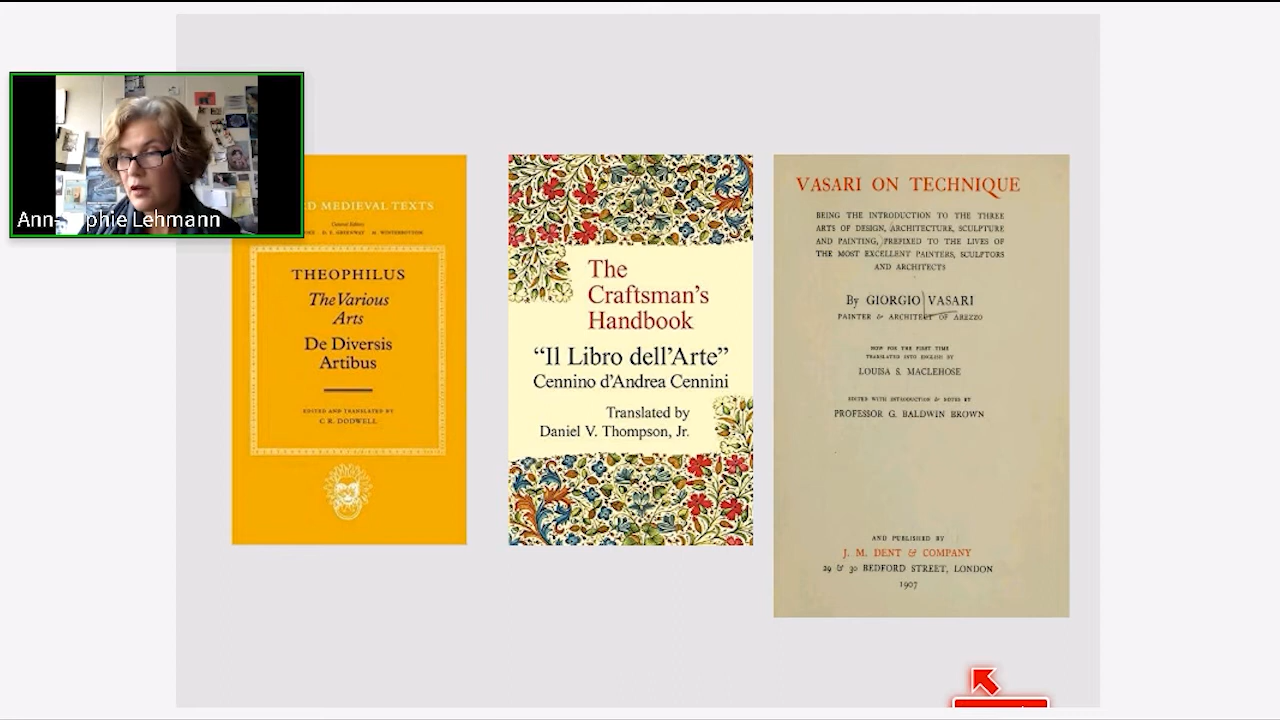 Ann-Sophie Lehmann
MEDIEVAL TEXTS
General Editors
D. E. GREENWAY M. WINTERBOTTOM
THEOPHILUS
The Various
Arts
De Diversis
Artibus
EDITED AND TRANSLATED BY
C. R. DODWELL
The
Craftsman's
Handbook
“Il Libro dell'Arte”
Cennino d'Andrea Cennini
Translated by
Daniel V. Thompson, Jr.
VASARI ON TECHNIQUE
BEING THE INTRODUCTION TO THE THREE
ARTS OF DESIGN, ARCHITECTURE, SCULPTURE
AND PAINTING, PREFIXED TO THE LIVES OF
THE MOST EXCELLENT PAINTERS, SCULPTORS
AND ARCHITECTS
By GIORGIO VASARI
PAINTER & ARCHITECT OF AREZZO
NOW FOR THE FIRST TIME
TRANSLATED INTO ENGLISH BY
LOUISA S. MACLEHOSE
EDITED WITH INTRODUCTION & NOTES BY
PROFESSOR G. BALDWIN BROWN
AND PUBLISHED BY
J. M. DENT & COMPANY
29 & 30 BEDFORD STREET, LONDON
1907